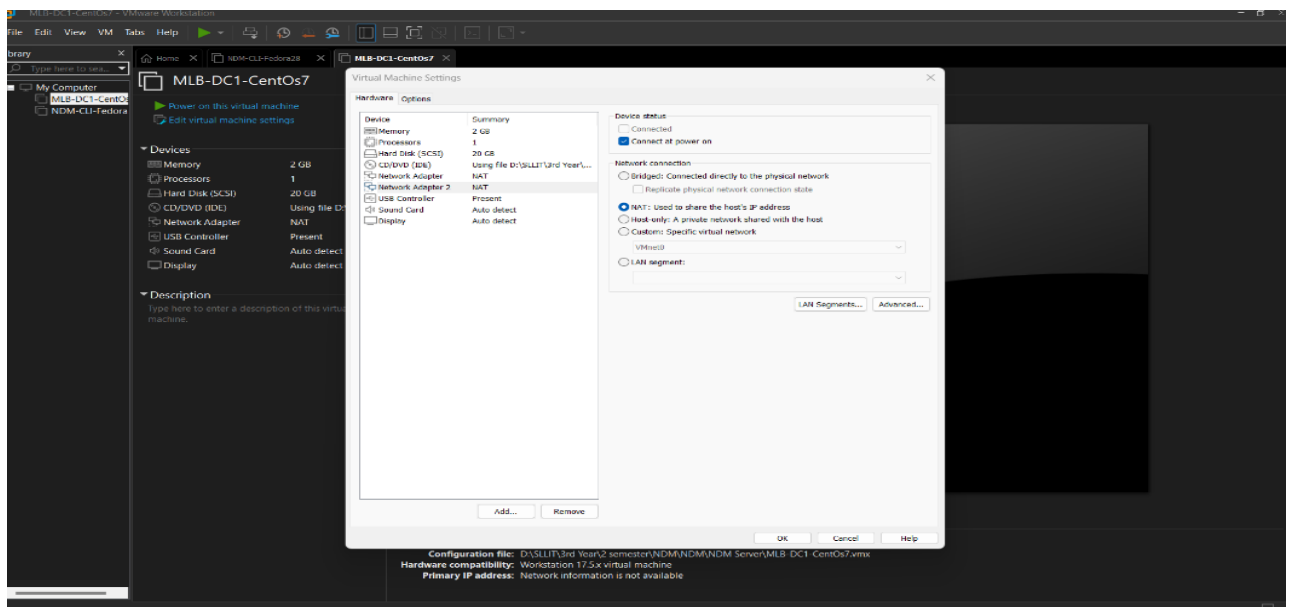 MLB-DC1-CentOs7 - VMware Workstation
File Edit View VM Tabs Help
brary ×
Type here to sea...
My Computer
MLB-DC1-CentOs
NDM-CLI-Fedora
Home × NDM-CLI-Fedora28 × MLB-DC1-CentOs7 ×
MLB-DC1-CentOs7
Power on this virtual machine
Edit virtual machine settings
Devices
Memory 2 GB
Processors 1
Hard Disk (SCSI) 20 GB
CD/DVD (IDE) Using file D:
Network Adapter NAT
USB Controller Present
Sound Card Auto detect
Display Auto detect
Description
Type here to enter a description of this virtua
machine.
Virtual Machine Settings ×
Hardware Options
Device Summary
Memory 2 GB
Processors 1
Hard Disk (SCSI) 20 GB
CD/DVD (IDE) Using file D:\SLLIT\3rd Year\...
Network Adapter NAT
Network Adapter 2 NAT
USB Controller Present
Sound Card Auto detect
Display Auto detect
Add... Remove
Device status
Connected
Connect at power on
Network connection
Bridged: Connected directly to the physical network
Replicate physical network connection state
NAT: Used to share the host's IP address
Host-only: A private network shared with the host
Custom: Specific virtual network
VMnet0
LAN segment:
LAN Segments... Advanced...
OK Cancel Help
Configuration file: D:\SLLIT\3rd Year\2 semester\NDM\NDM\NDM Server\MLB-DC1-CentOs7.vmx
Hardware compatibility: Workstation 17.5.x virtual machine
Primary IP address: Network information is not available